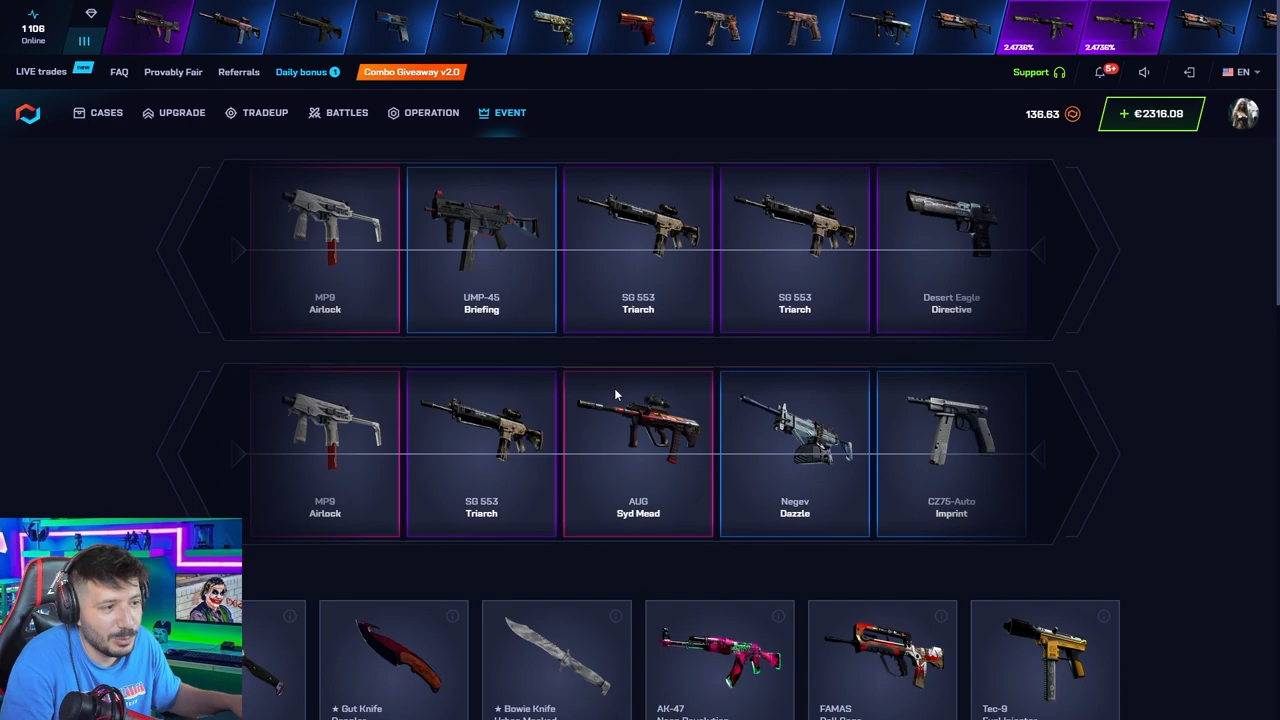 1 106
Online
2.4736%
2.4736%
LIVE trades
new
FAQ
Provably Fair
Referrals
Daily bonus 1
Combo Giveaway v2.0
Support
5+
EN
CASES
UPGRADE
TRADEUP
BATTLES
OPERATION
EVENT
136.63
+ €2316.08
MP9
Airlock
UMP-45
Briefing
SG 553
Triarch
SG 553
Triarch
Desert Eagle
Directive
MP9
Airlock
SG 553
Triarch
AUG
Syd Mead
Negev
Dazzle
CZ75-Auto
Imprint
★ Gut Knife
★ Bowie Knife
AK-47
FAMAS
Tec-9